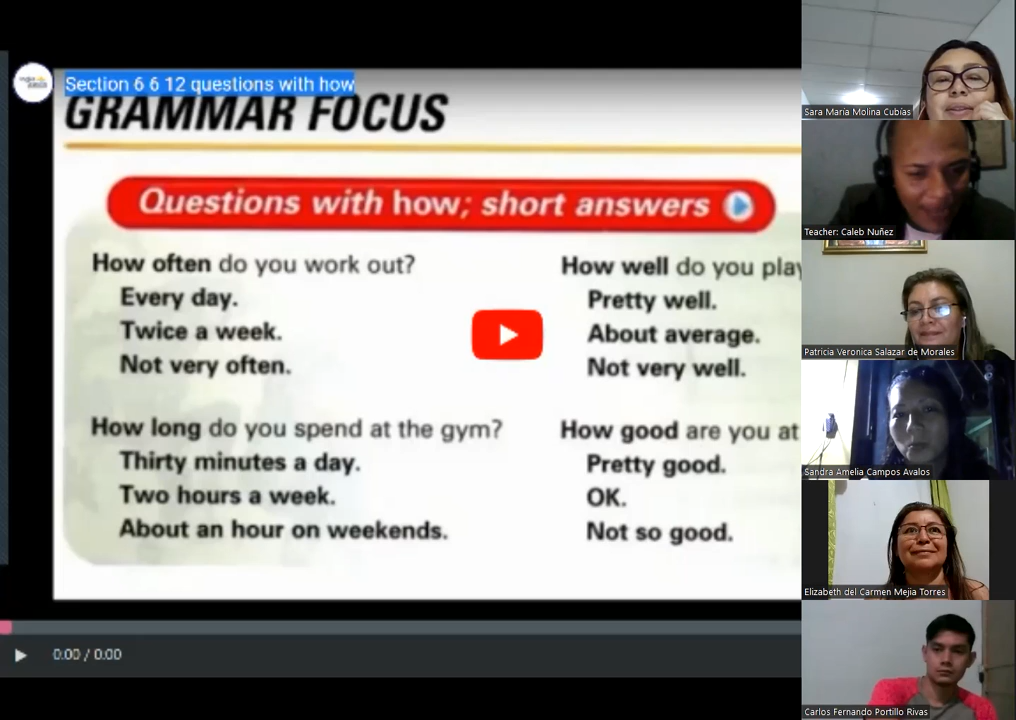 Section 6 6 12 questions with how
GRAMMAR FOCUS
Questions with how; short answers
How often do you work out?
Every day.
Twice a week.
Not very often.
How long do you spend at the gym?
Thirty minutes a day.
Two hours a week.
About an hour on weekends.
How well do you play
Pretty well.
About average.
Not very well.
How good are you at
Pretty good.
OK.
Not so good.
0:00 / 0:00
Sara María Molina Cubías
Teacher: Caleb Nuñez
Patricia Veronica Salazar de Morales
Sandra Amelia Campos Avalos
Elizabeth del Carmen Mejia Torres
Carlos Fernando Portillo Rivas